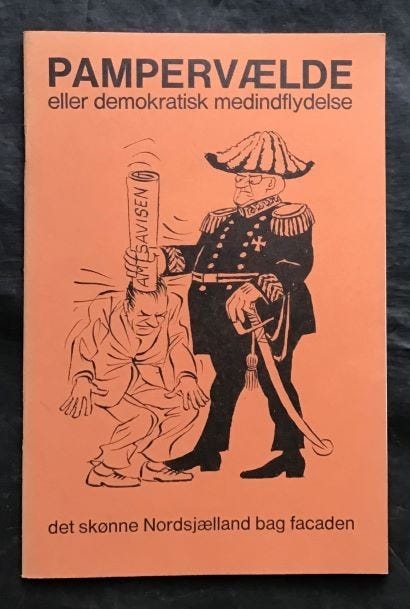 PAMPERVÆLDE
eller demokratisk medindflydelse
AMTSAVISEN
det skønne Nordsjælland bag facaden